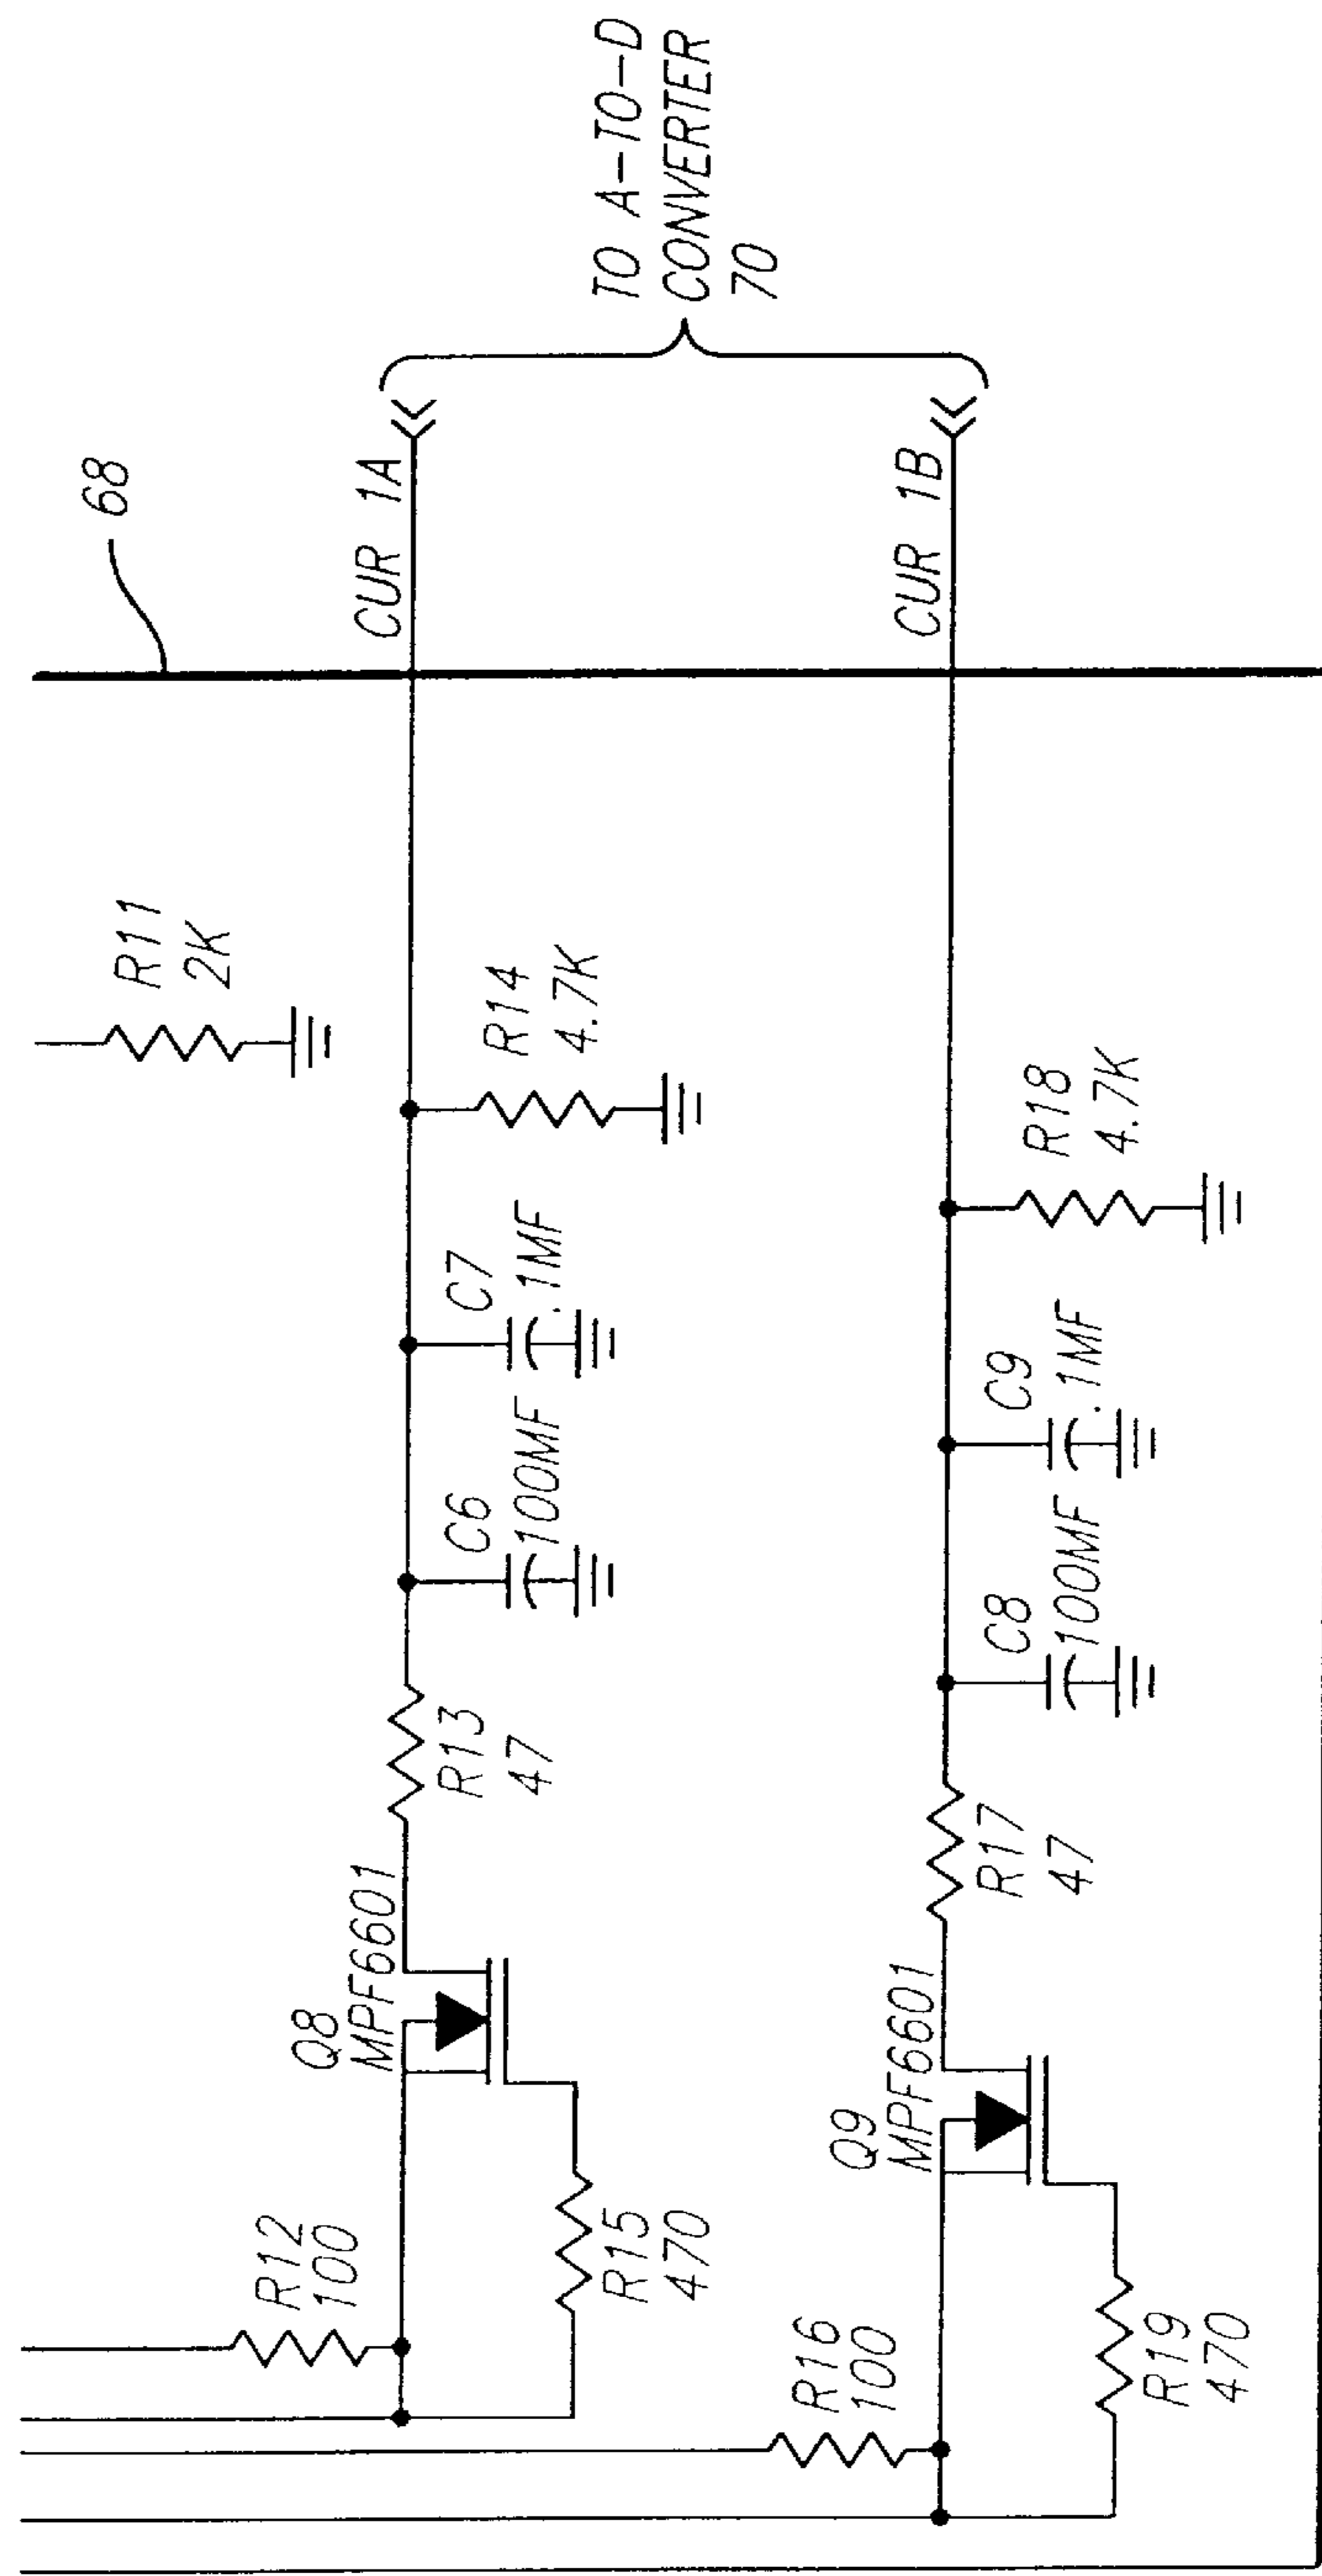 68
TO A-TO-D
CONVERTER
70
CUR 1A
CUR 1B
R11
2K
R14
4.7K
C7
.1MF
C6
100MF
R13
47
Q8
MPF6601
R12
100
R15
470
R18
4.7K
C9
.1MF
C8
100MF
R17
47
Q9
MPF6601
R16
100
R19
470